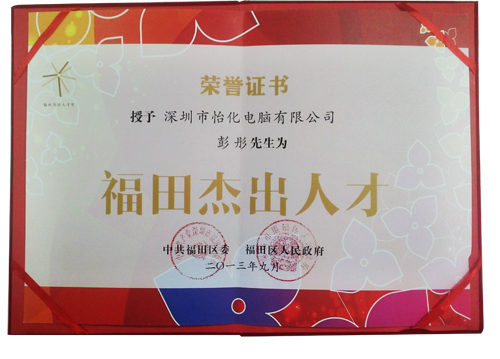 荣誉证书
授予 深圳市怡化电脑有限公司
彭彤先生为
福田杰出人才
中共福田区委 福田区人民政府
二〇一三年九月